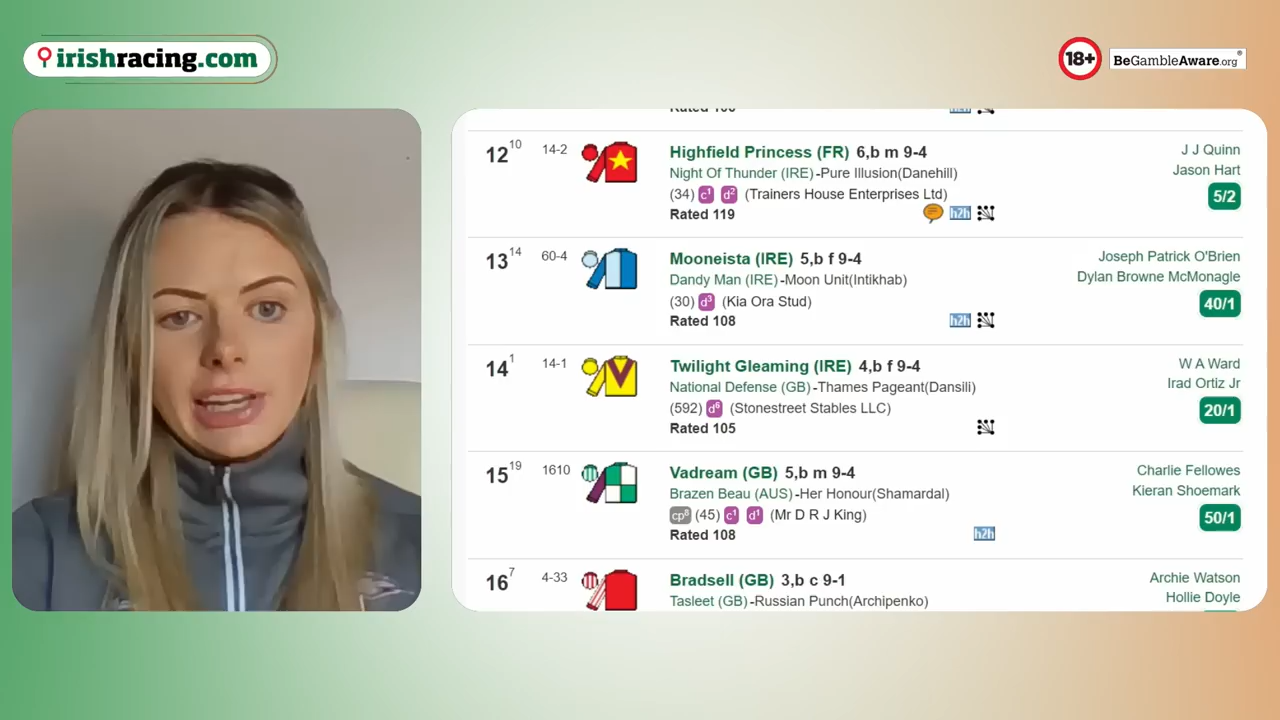 irishracing.com
18+
BeGambleAware.org®
12 10 14-2 Highfield Princess (FR) 6,b m 9-4 J J Quinn
Night Of Thunder (IRE) -Pure Illusion(Danehill) Jason Hart
(34) c1 d2 (Trainers House Enterprises Ltd) 5/2
Rated 119 h2h
13 14 60-4 Mooneista (IRE) 5,b f 9-4 Joseph Patrick O'Brien
Dandy Man (IRE) -Moon Unit(Intikhab) Dylan Browne McMonagle
(30) d3 (Kia Ora Stud) 40/1
Rated 108 h2h
14 1 14-1 Twilight Gleaming (IRE) 4,b f 9-4 W A Ward
National Defense (GB) -Thames Pageant(Dansili) Irad Ortiz Jr
(592) d6 (Stonestreet Stables LLC) 20/1
Rated 105
15 19 1610 Vadream (GB) 5,b m 9-4 Charlie Fellowes
Brazen Beau (AUS) -Her Honour(Shamardal) Kieran Shoemark
cp8 (45) c1 d1 (Mr D R J King) 50/1
Rated 108 h2h
16 7 4-33 Bradsell (GB) 3,b c 9-1 Archie Watson
Tasleet (GB) -Russian Punch(Archipenko) Hollie Doyle